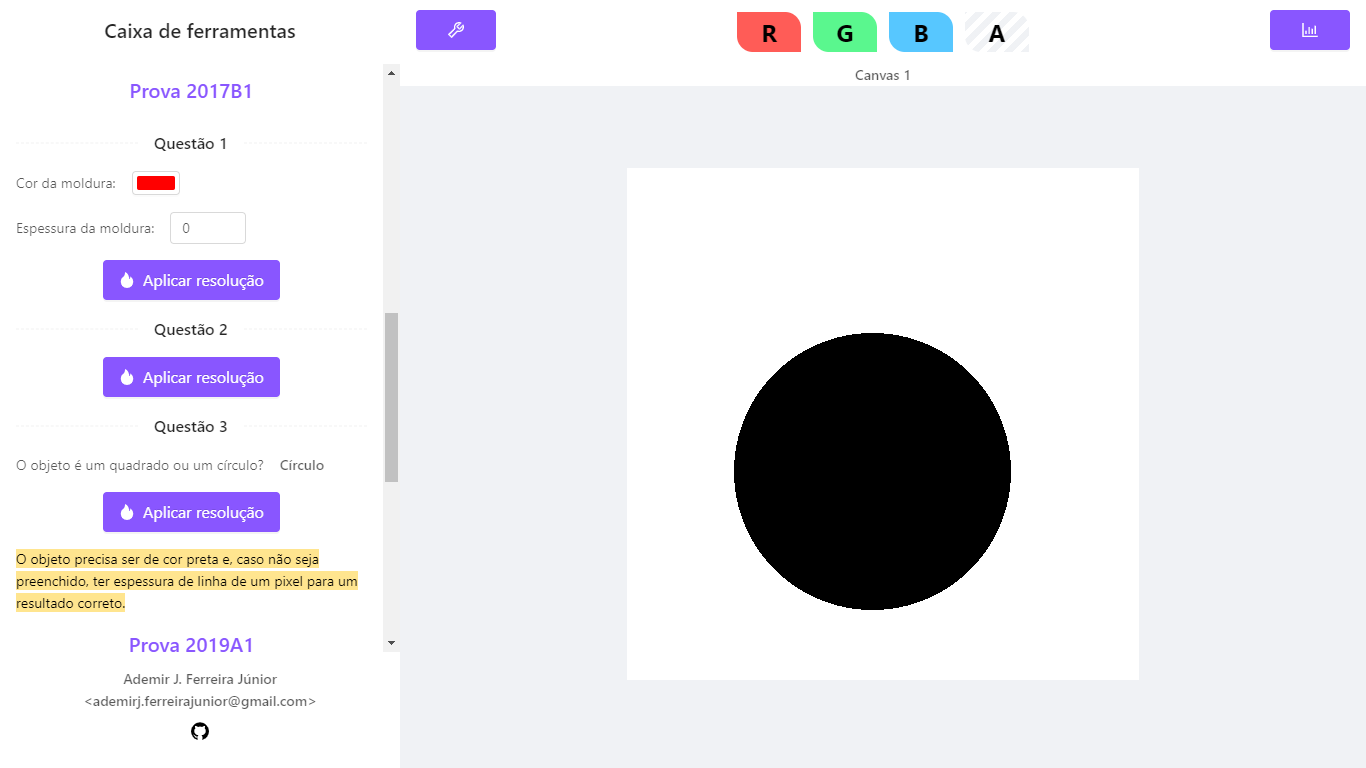 Caixa de ferramentas
Prova 2017B1
Questão 1
Cor da moldura:
Espessura da moldura: 0
Aplicar resolução
Questão 2
Aplicar resolução
Questão 3
O objeto é um quadrado ou um círculo? Círculo
Aplicar resolução
O objeto precisa ser de cor preta e, caso não seja
preenchido, ter espessura de linha de um pixel para um
resultado correto.
Prova 2019A1
Ademir J. Ferreira Júnior
<ademirj.ferreirajunior@gmail.com>
R G B A
Canvas 1